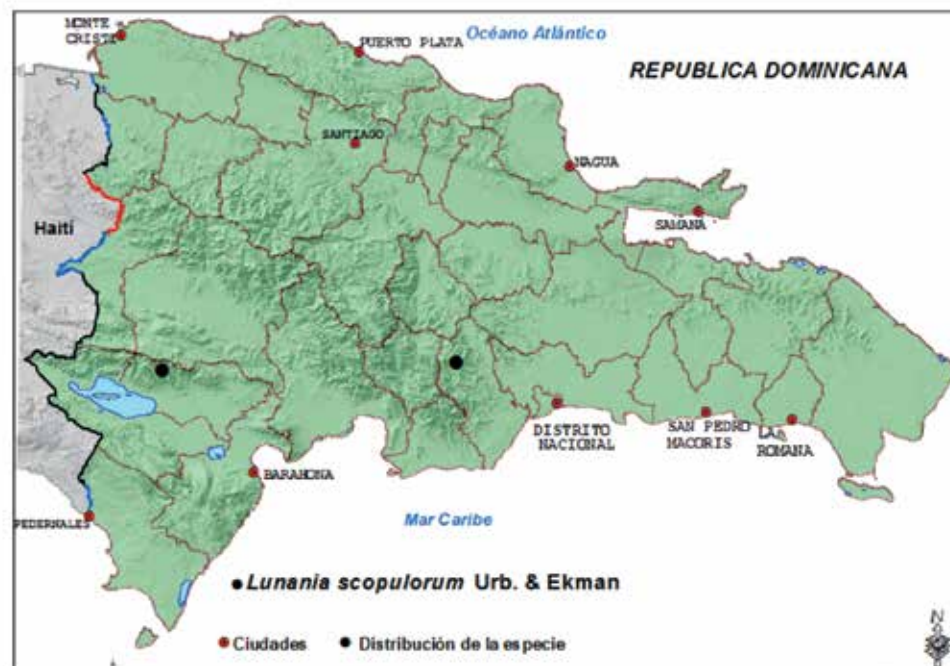 MONTE
CRISTI
PUERTO PLATA
Océano Atlántico
REPUBLICA DOMINICANA
SANTIAGO
NAGUA
SAMANA
Haití
DISTRITO
NACIONAL
SAN PEDRO
MACORIS
LA
ROMANA
BARAHONA
PEDERNALES
Mar Caribe
Lunania scopulorum Urb. & Ekman
Ciudades
Distribución de la especie
N